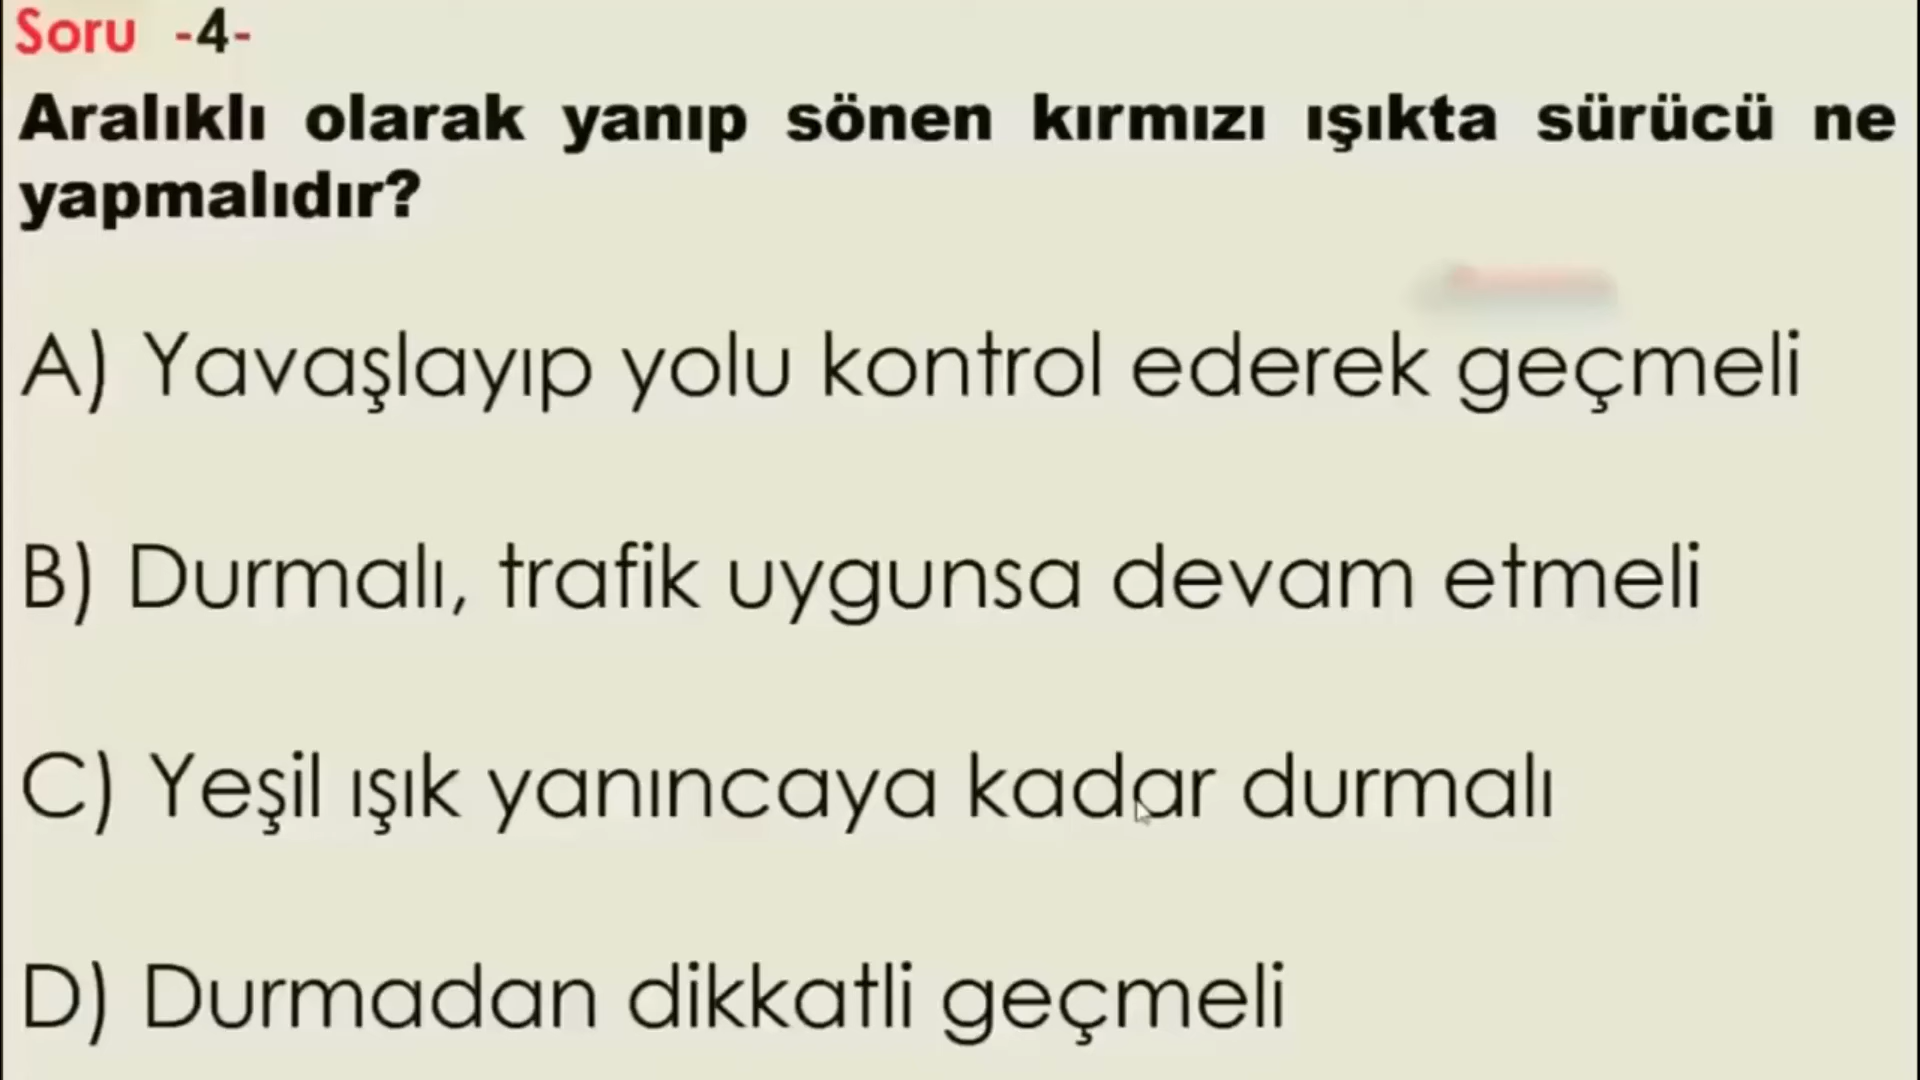 Soru -4-
Aralıklı olarak yanıp sönen kırmızı ışıkta sürücü ne
yapmalıdır?
A) Yavaşlayıp yolu kontrol ederek geçmeli
B) Durmalı, trafik uygunsa devam etmeli
C) Yeşil ışık yanıncaya kadar durmalı
D) Durmadan dikkatli geçmeli